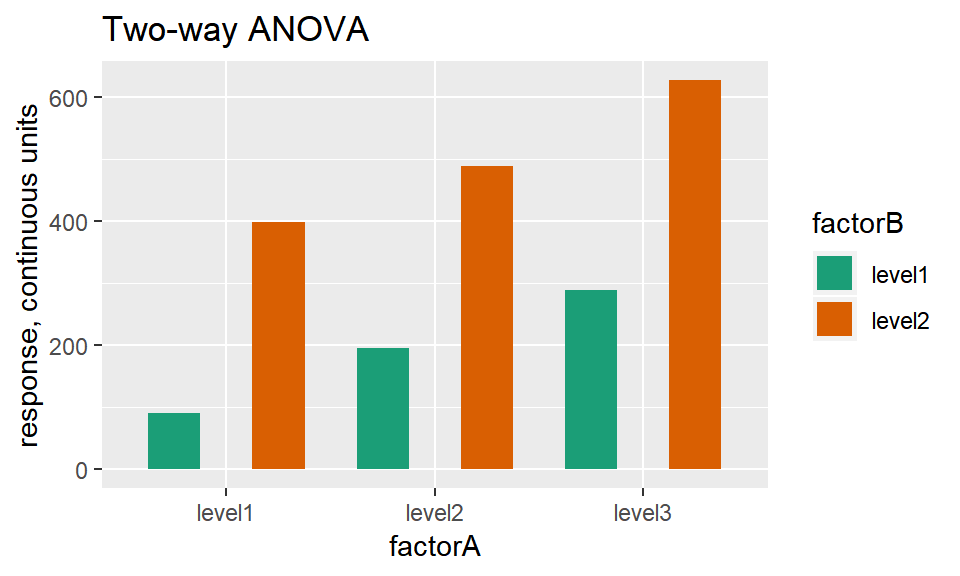 Two-way ANOVA
response, continuous units
600
400
200
0
level1 level2 level3
factorA
factorB
level1
level2